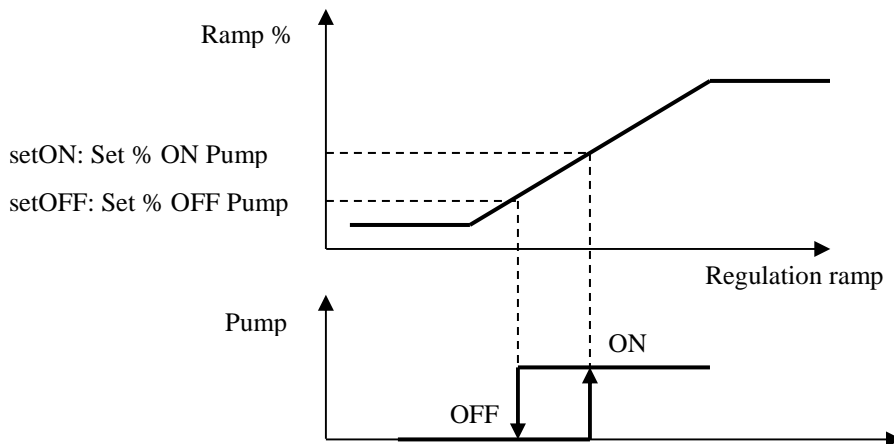 Ramp %
setON: Set % ON Pump
setOFF: Set % OFF Pump
Regulation ramp
Pump
ON
OFF